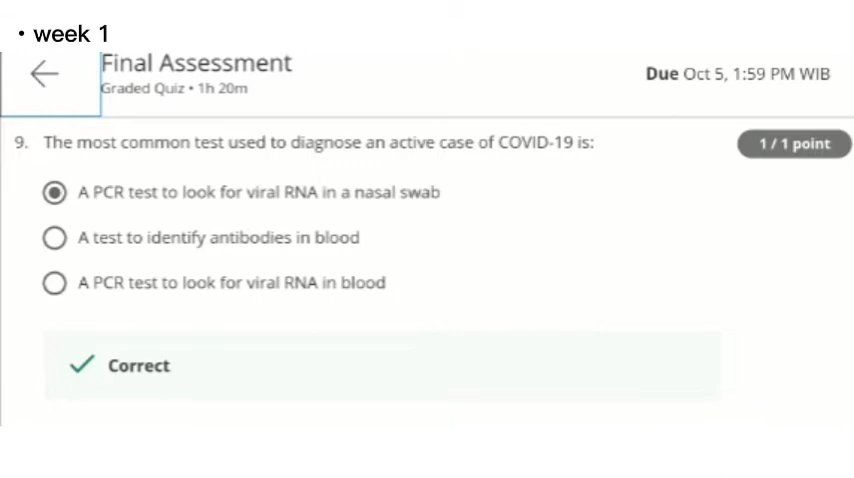 • week 1
Final Assessment
Graded Quiz • 1h 20m
Due Oct 5, 1:59 PM WIB
9. The most common test used to diagnose an active case of COVID-19 is:
1 / 1 point
A PCR test to look for viral RNA in a nasal swab
A test to identify antibodies in blood
A PCR test to look for viral RNA in blood
Correct